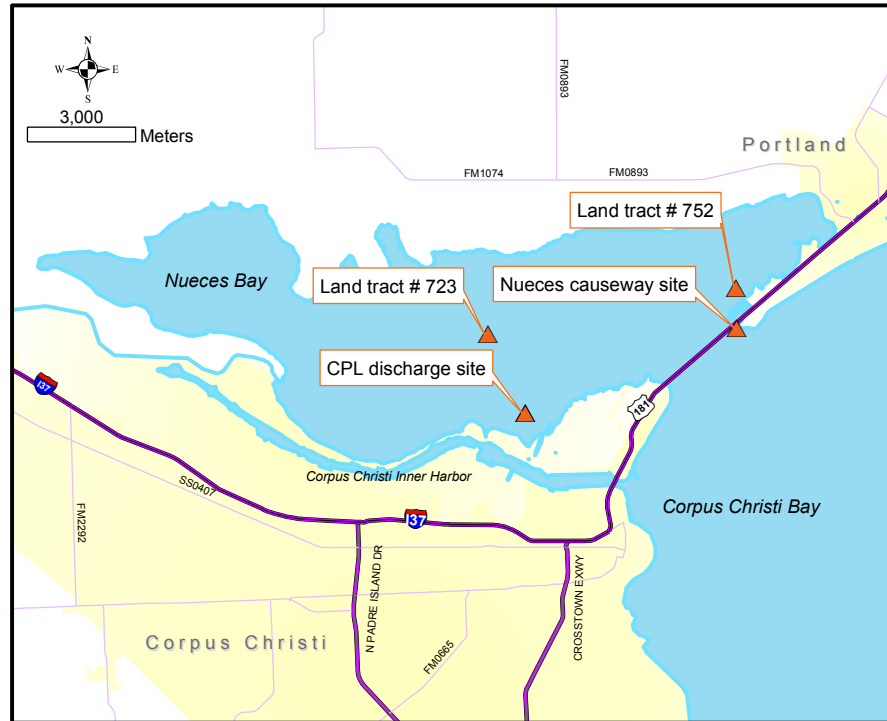 N
W E
S
3,000
Meters
FM0893
Portland
FM1074
FM0893
Land tract # 752
Nueces Bay
Land tract # 723
Nueces causeway site
CPL discharge site
137
181
Corpus Christi Inner Harbor
SS0407
Corpus Christi Bay
137
FM2292
N PADRE ISLAND DR
CROSSTOWN EXWY
Corpus Christi
FM0665